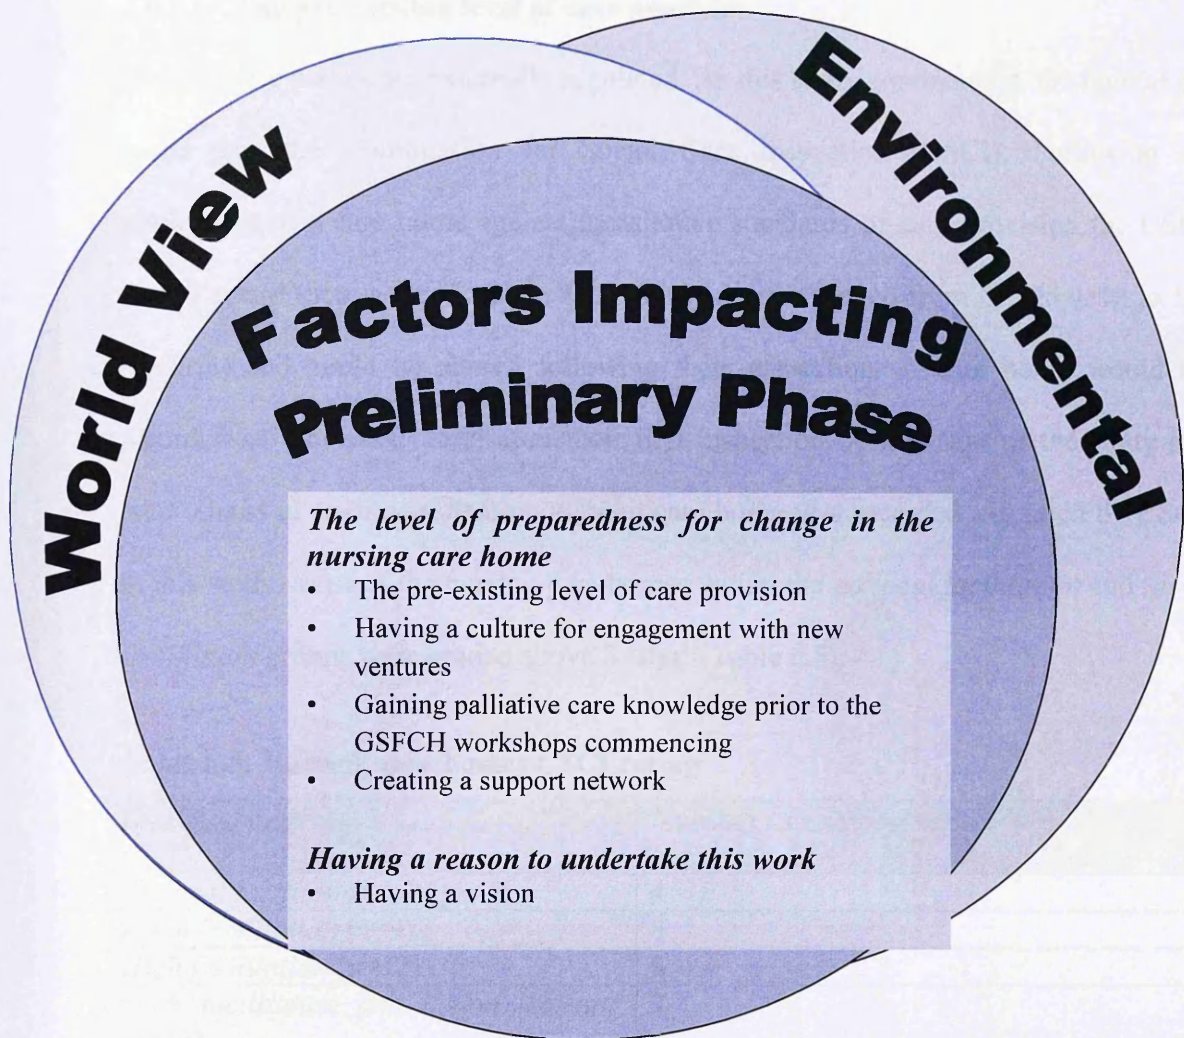 World View
Environmental
Factors Impacting
Preliminary Phase
The level of preparedness for change in the
nursing care home
• The pre-existing level of care provision
• Having a culture for engagement with new
ventures
• Gaining palliative care knowledge prior to the
GSFCH workshops commencing
• Creating a support network
Having a reason to undertake this work
• Having a vision